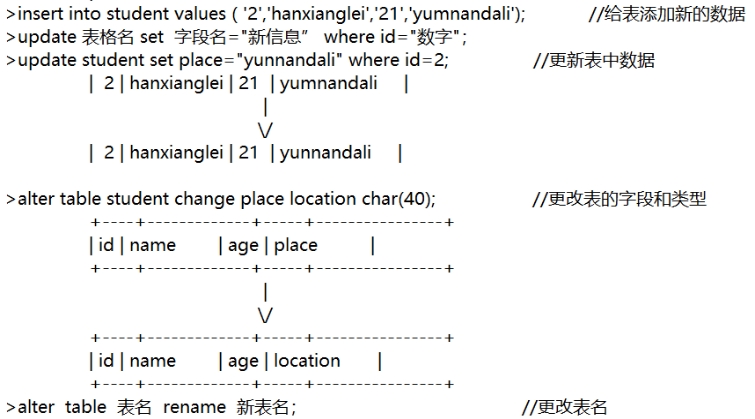 >insert into student values ( '2','hanxianglei','21','yumnandali'); //给表添加新的数据
>update 表格名 set 字段名="新信息” where id="数字";
>update student set place="yunnandali" where id=2; //更新表中数据
| 2 | hanxianglei | 21 | yumnandali |
|
\/
| 2 | hanxianglei | 21 | yunnandali |
>alter table student change place location char(40); //更改表的字段和类型
+----+-------------+-----+----------------+
| id | name | age | place |
+----+-------------+-----+----------------+
|
\/
+----+-------------+-----+----------------+
| id | name | age | location |
+----+-------------+-----+----------------+
>alter table 表名 rename 新表名; //更改表名